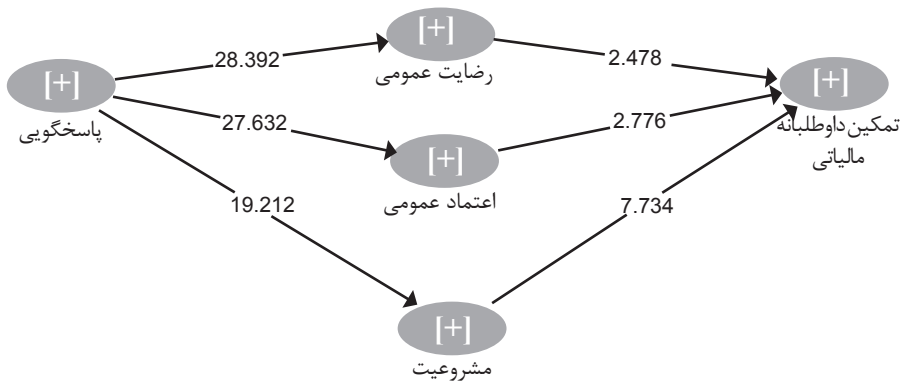 [+]
رضایت عمومی
28.392
2.478
[+]
پاسخگویی
[+]
تمکین داوطلبانه
مالیاتی
27.632
2.776
[+]
اعتماد عمومی
19.212
7.734
[+]
مشروعیت